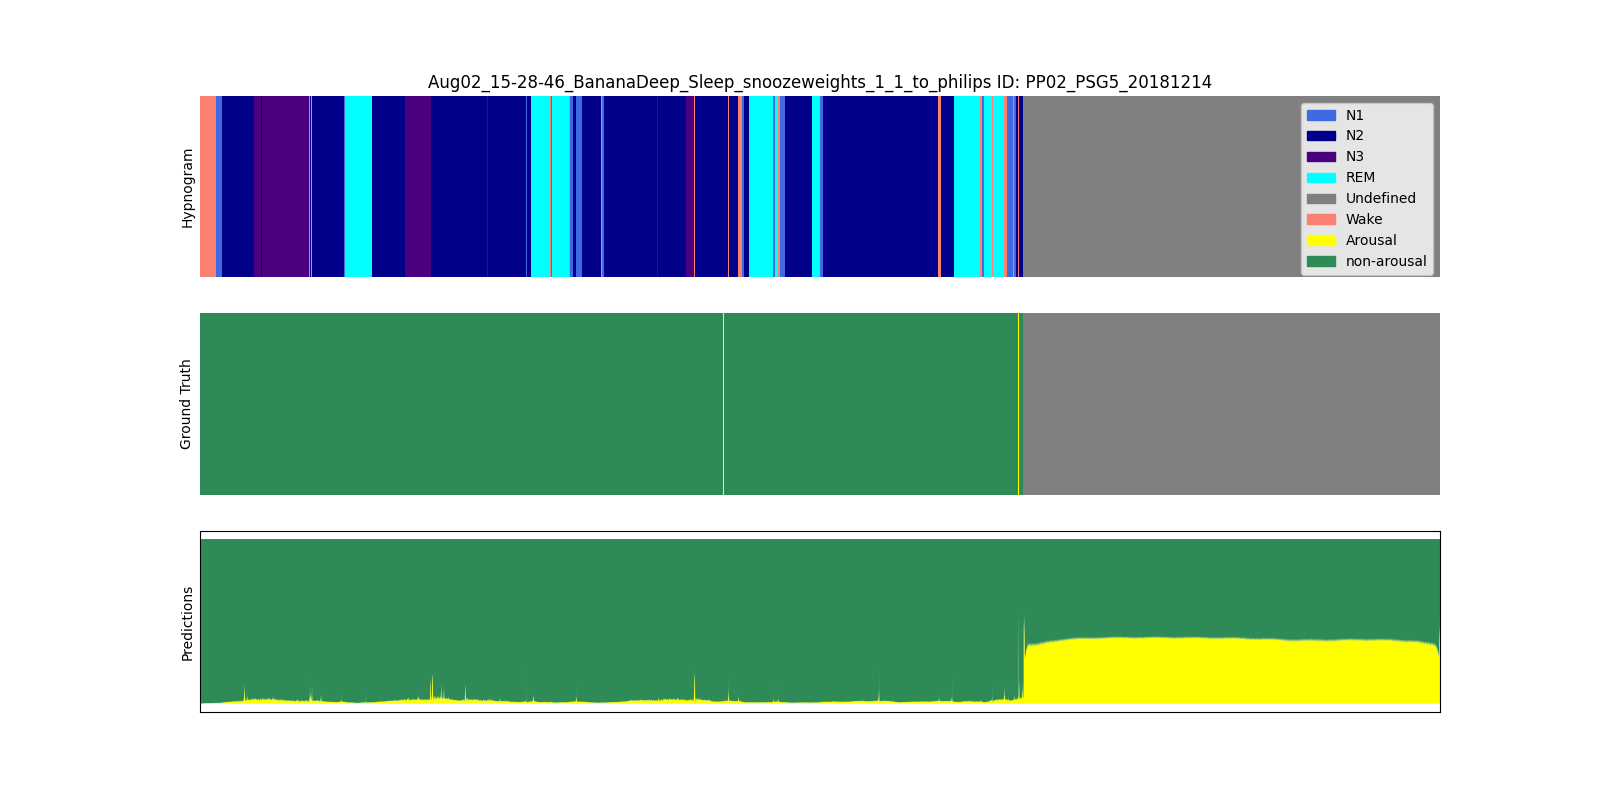 Aug02_15-28-46_BananaDeep_Sleep_snoozeweights_1_1_to_philips ID: PP02_PSG5_20181214
Hypnogram
N1
N2
N3
REM
Undefined
Wake
Arousal
non-arousal
Ground Truth
Predictions